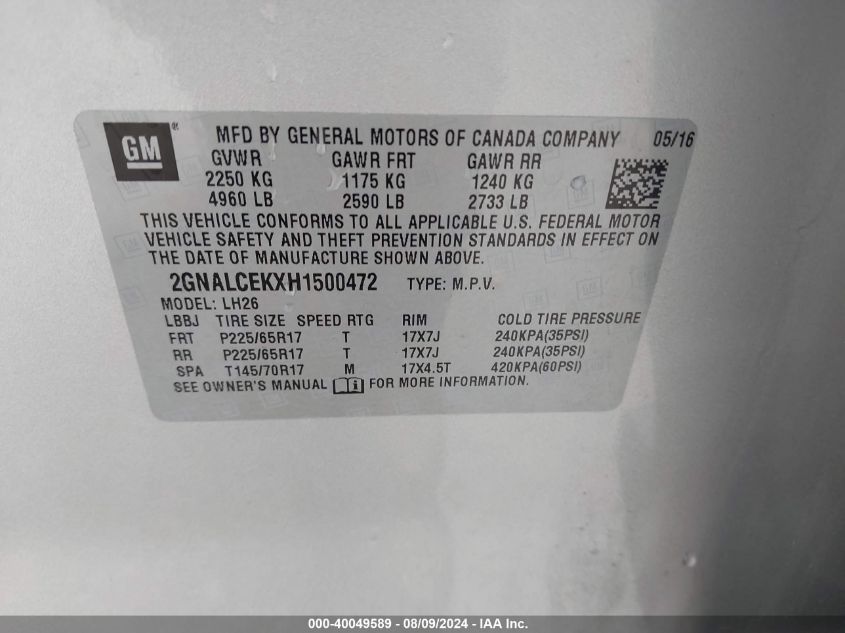 GM ® MFD BY GENERAL MOTORS OF CANADA COMPANY 05/16
GVWR GAWR FRT GAWR RR
2250 KG 1175 KG 1240 KG
4960 LB 2590 LB 2733 LB
THIS VEHICLE CONFORMS TO ALL APPLICABLE U.S. FEDERAL MOTOR
VEHICLE SAFETY AND THEFT PREVENTION STANDARDS IN EFFECT ON
THE DATE OF MANUFACTURE SHOWN ABOVE.
2GNALCEKXH1500472 TYPE: M.P.V.
MODEL: LH26
LBBJ TIRE SIZE SPEED RTG RIM COLD TIRE PRESSURE
FRT P225/65R17 T 17X7J 240KPA(35PSI)
RR P225/65R17 T 17X7J 240KPA(35PSI)
SPA T145/70R17 M 17X4.5T 420KPA(60PSI)
SEE OWNER'S MANUAL FOR MORE INFORMATION.
000-40049589 - 08/09/2024 - IAA Inc.